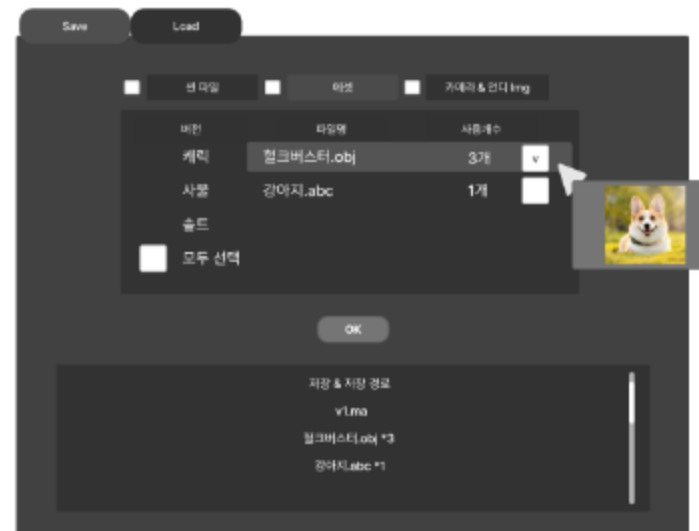 Save Load
씬 파일 에셋 카메라 & 언디 Img
버전 파일명 사용개수
캐릭 헐크버스터.obj 3개 v
사물 강아지.abc 1개
솔드
모두 선택
OK
저장 & 저장 경로
v1.ma
헐크버스터.obj *3
강아지.abc *1